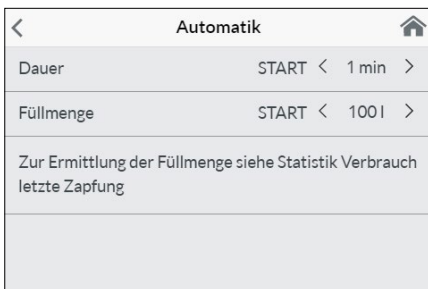 Automatik
Dauer START < 1 min >
Füllmenge START < 100 l >
Zur Ermittlung der Füllmenge siehe Statistik Verbrauch
letzte Zapfung